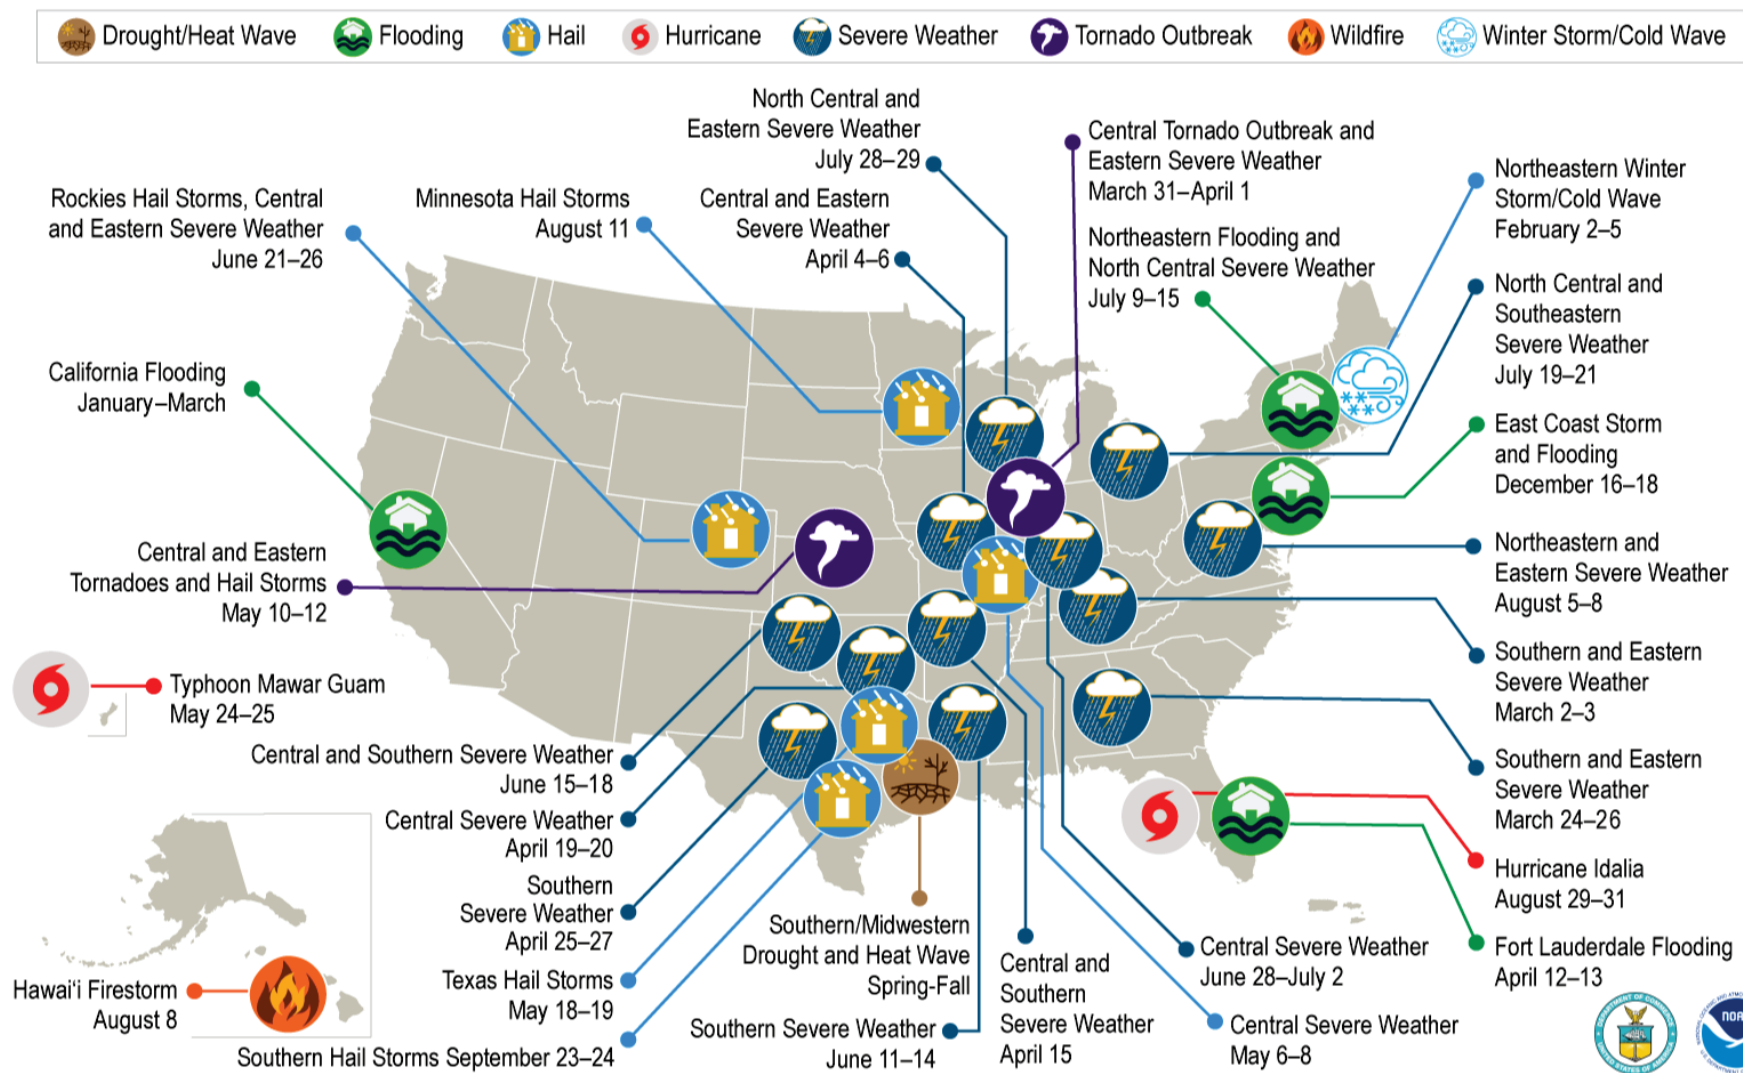 Drought/Heat Wave
Flooding
Hail
Hurricane
Severe Weather
Tornado Outbreak
Wildfire
Winter Storm/Cold Wave
North Central and
Eastern Severe Weather
July 28–29
Central Tornado Outbreak and
Eastern Severe Weather
March 31–April 1
Northeastern Winter
Storm/Cold Wave
February 2–5
Rockies Hail Storms, Central
and Eastern Severe Weather
June 21–26
Minnesota Hail Storms
August 11
Central and Eastern
Severe Weather
April 4–6
Northeastern Flooding and
North Central Severe Weather
July 9–15
North Central and
Southeastern
Severe Weather
July 19–21
California Flooding
January–March
East Coast Storm
and Flooding
December 16–18
Central and Eastern
Tornadoes and Hail Storms
May 10–12
Northeastern and
Eastern Severe Weather
August 5–8
Typhoon Mawar Guam
May 24–25
Southern and Eastern
Severe Weather
March 2–3
Central and Southern Severe Weather
June 15–18
Southern and Eastern
Severe Weather
March 24–26
Central Severe Weather
April 19–20
Hurricane Idalia
August 29–31
Southern
Severe Weather
April 25–27
Southern/Midwestern
Drought and Heat Wave
Spring-Fall
Fort Lauderdale Flooding
April 12–13
Central Severe Weather
June 28–July 2
Texas Hail Storms
May 18–19
Central and
Southern
Severe Weather
April 15
Hawaiʻi Firestorm
August 8
Southern Severe Weather
June 11–14
Central Severe Weather
May 6–8
Southern Hail Storms September 23–24
DEPARTMENT OF COMMERCE
UNITED STATES OF AMERICA